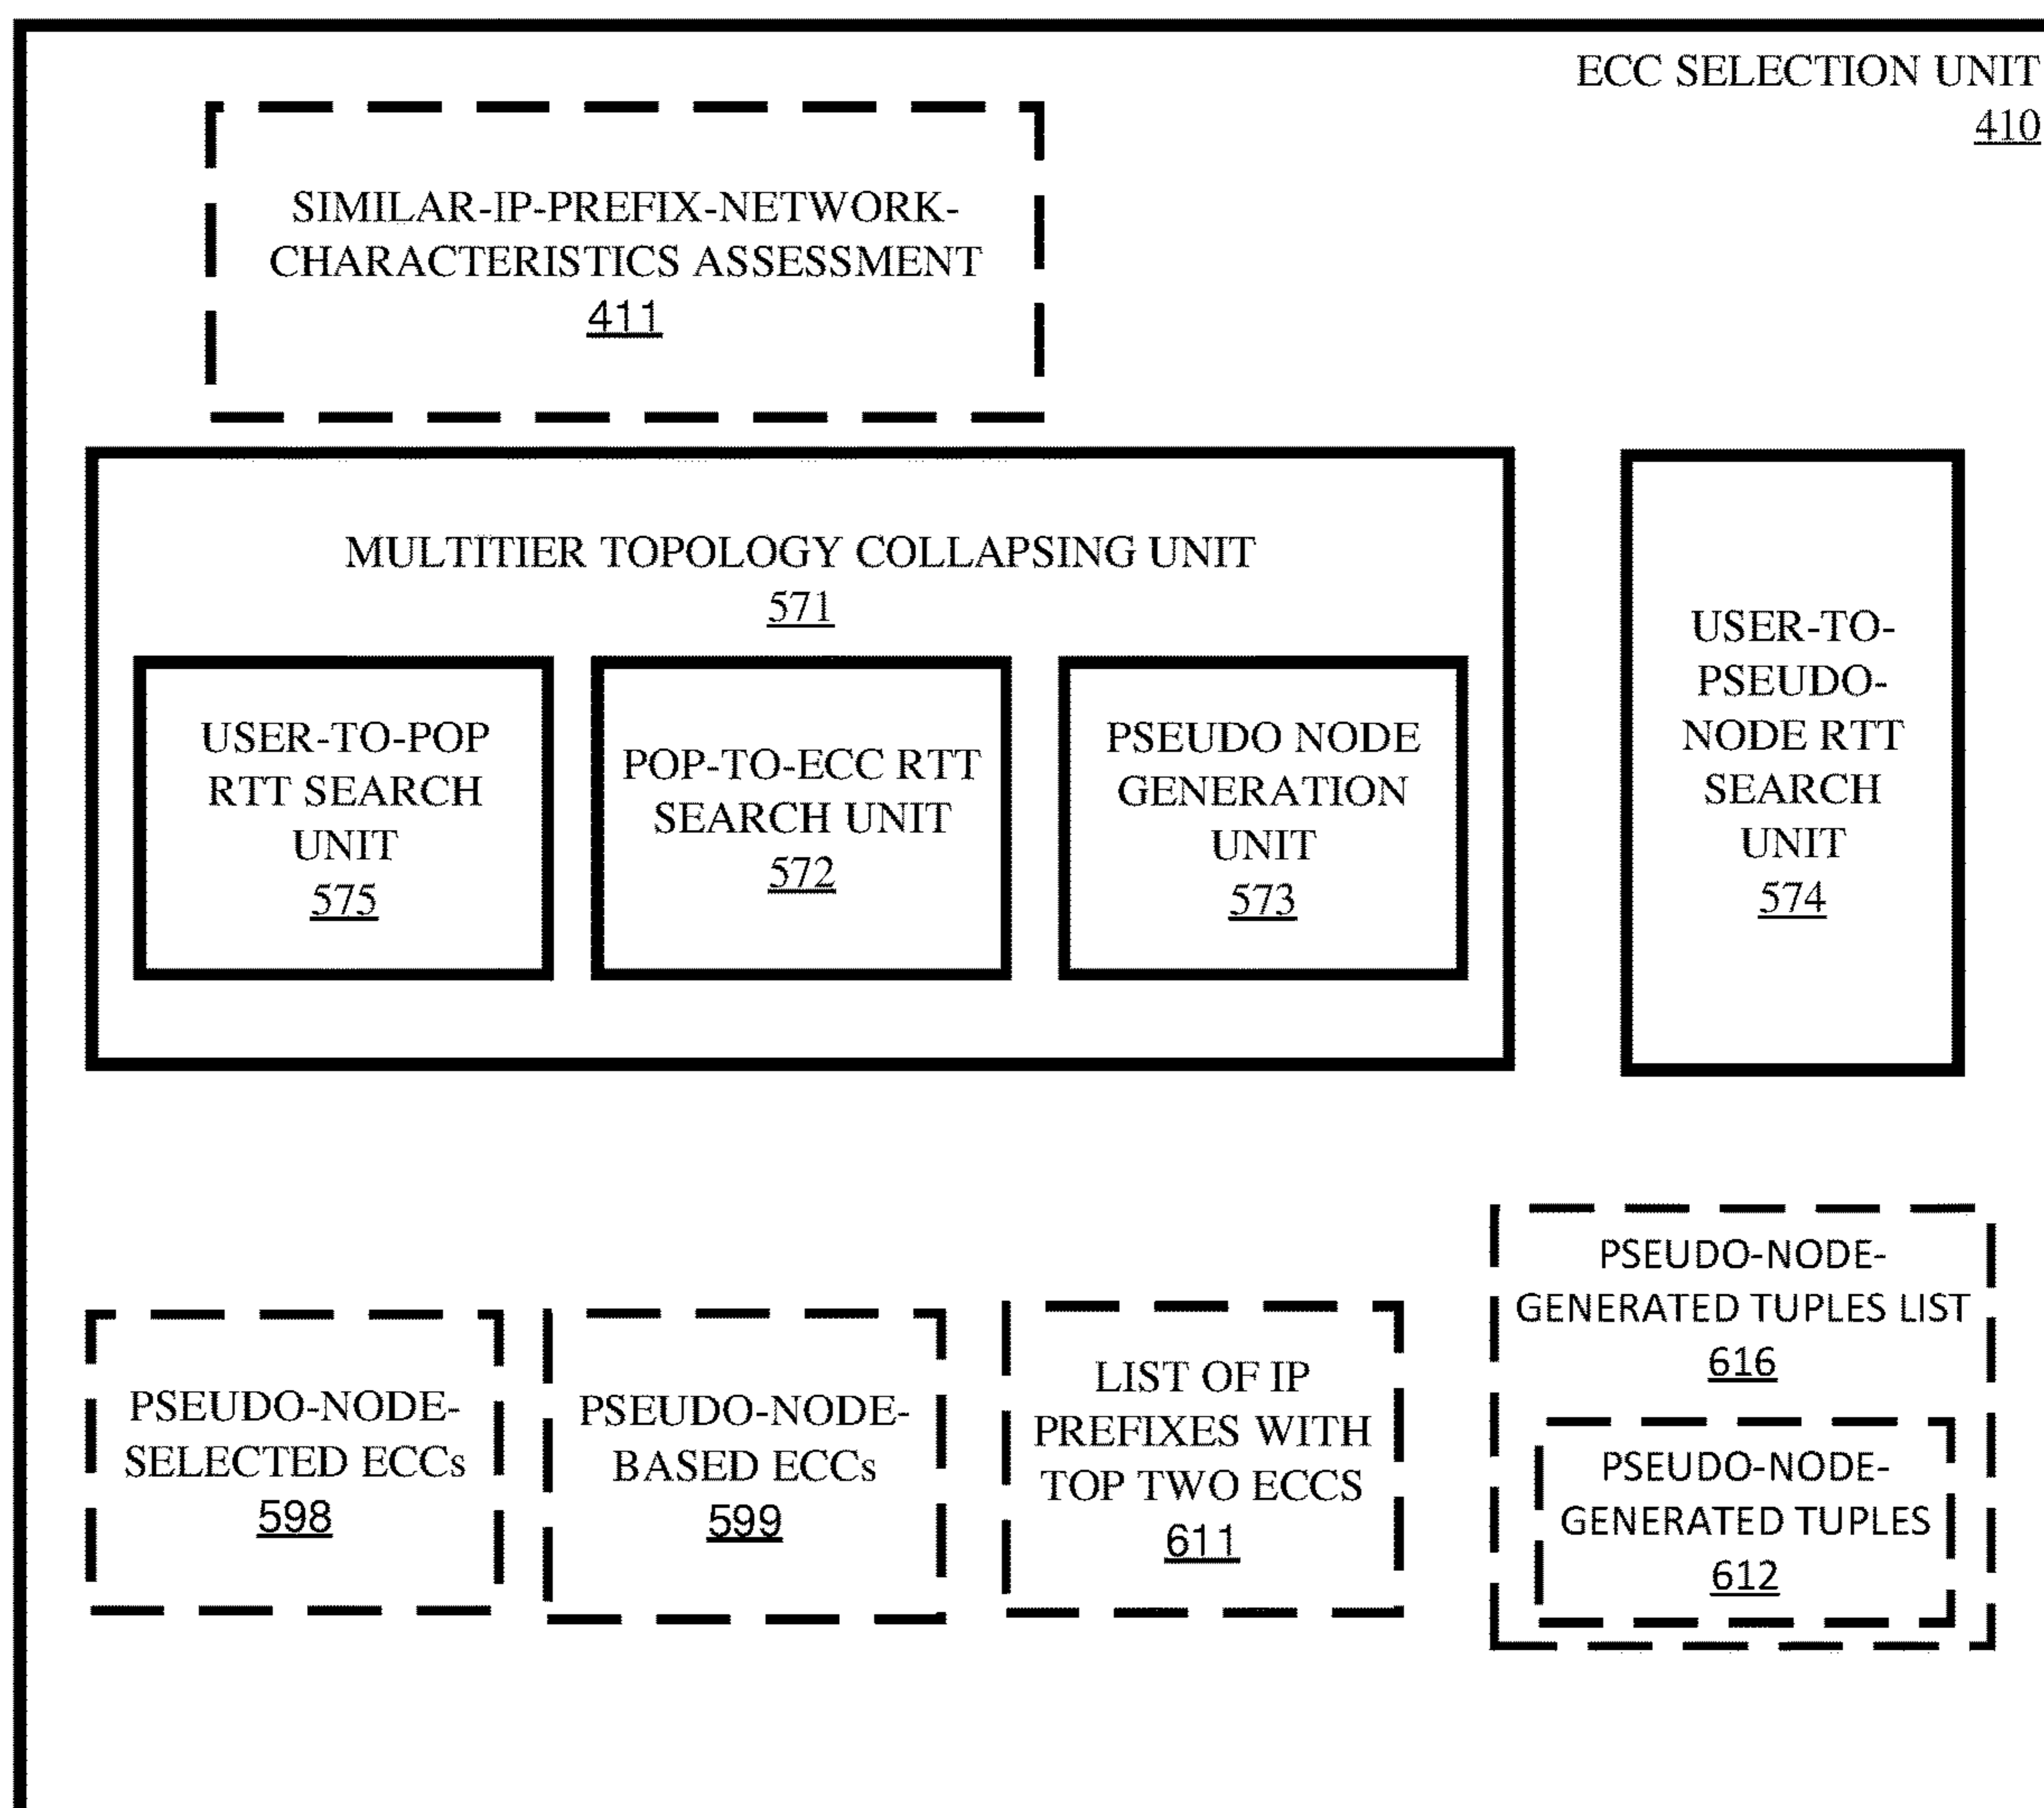 ECC SELECTION UNIT
410
SIMILAR-IP-PREFIX-NETWORK-
CHARACTERISTICS ASSESSMENT
411
MULTITIER TOPOLOGY COLLAPSING UNIT
571
USER-TO-POP
RTT SEARCH
UNIT
575
POP-TO-ECC RTT
SEARCH UNIT
572
PSEUDO NODE
GENERATION
UNIT
573
USER-TO-
PSEUDO-
NODE RTT
SEARCH
UNIT
574
PSEUDO-NODE-
SELECTED ECCs
598
PSEUDO-NODE-
BASED ECCs
599
LIST OF IP
PREFIXES WITH
TOP TWO ECCS
611
PSEUDO-NODE-
GENERATED TUPLES LIST
616
PSEUDO-NODE-
GENERATED TUPLES
612